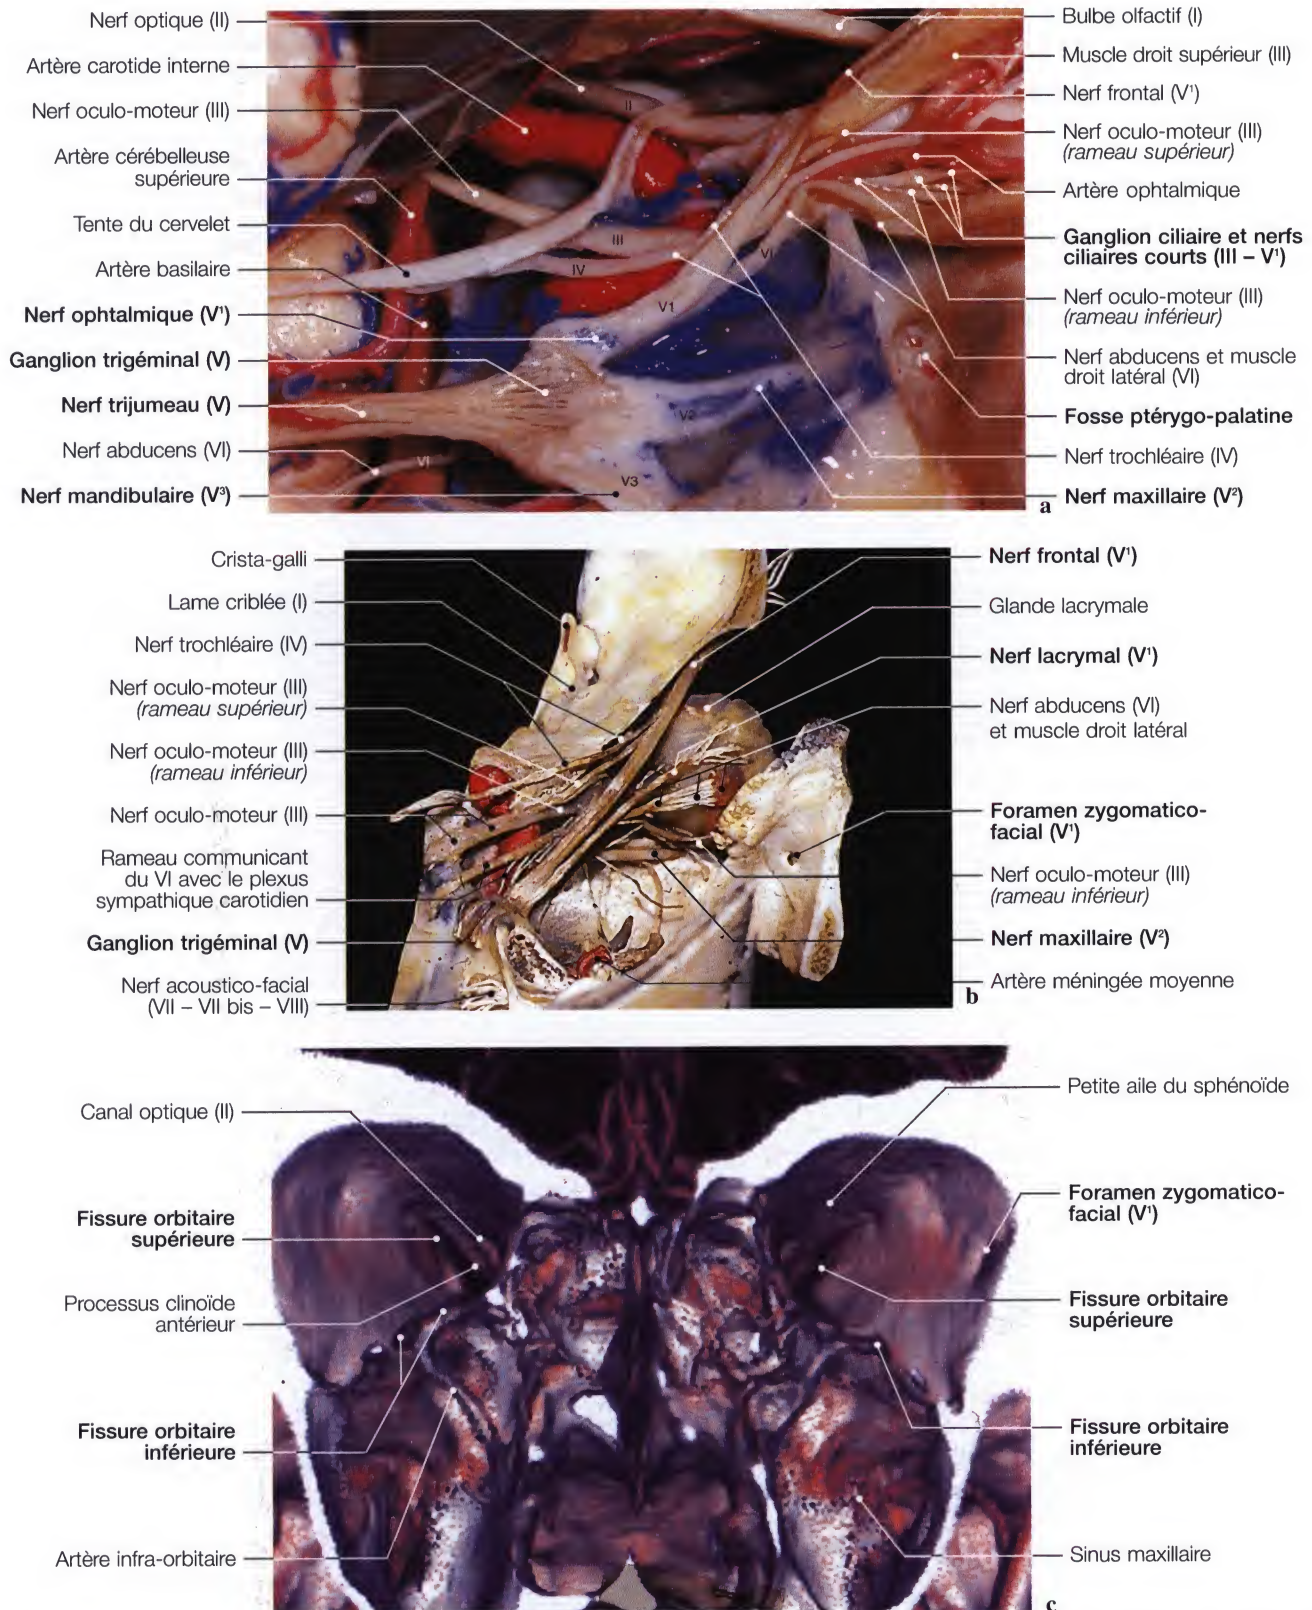 Nerf optique (II)
Artère carotide interne
Nerf oculo-moteur (III)
Artère cérébelleuse
supérieure
Tente du cervelet
Artère basilaire
Nerf ophtalmique (V¹)
Ganglion trigéminal (V)
Nerf trijumeau (V)
Nerf abducens (VI)
Nerf mandibulaire (V³)
II
III
IV
VI
V1
V2
V3
VI
Bulbe olfactif (I)
Muscle droit supérieur (III)
Nerf frontal (V¹)
Nerf oculo-moteur (III)
(rameau supérieur)
Artère ophtalmique
Ganglion ciliaire et nerfs
ciliaires courts (III – V¹)
Nerf oculo-moteur (III)
(rameau inférieur)
Nerf abducens et muscle
droit latéral (VI)
Fosse ptérygo-palatine
Nerf trochléaire (IV)
Nerf maxillaire (V²)
a
Crista-galli
Lame criblée (I)
Nerf trochléaire (IV)
Nerf oculo-moteur (III)
(rameau supérieur)
Nerf oculo-moteur (III)
(rameau inférieur)
Nerf oculo-moteur (III)
Rameau communicant
du VI avec le plexus
sympathique carotidien
Ganglion trigéminal (V)
Nerf acoustico-facial
(VII – VII bis – VIII)
Nerf frontal (V¹)
Glande lacrymale
Nerf lacrymal (V¹)
Nerf abducens (VI)
et muscle droit latéral
Foramen zygomatico-
facial (V¹)
Nerf oculo-moteur (III)
(rameau inférieur)
Nerf maxillaire (V²)
Artère méningée moyenne
b
Canal optique (II)
Fissure orbitaire
supérieure
Processus clinoïde
antérieur
Fissure orbitaire
inférieure
Artère infra-orbitaire
Petite aile du sphénoïde
Foramen zygomatico-
facial (V¹)
Fissure orbitaire
supérieure
Fissure orbitaire
inférieure
Sinus maxillaire
c